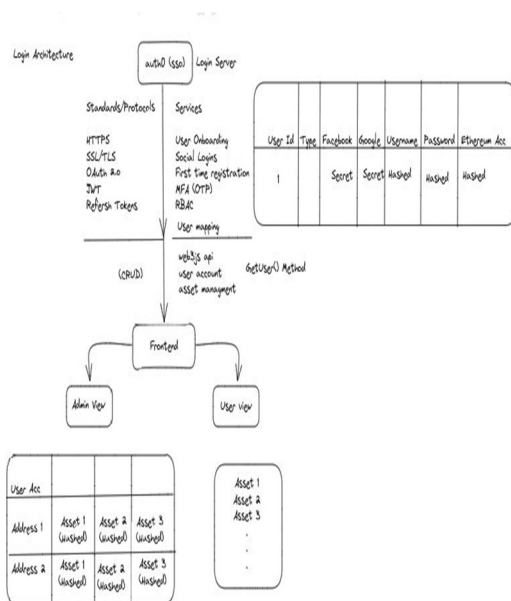 Login Architecture
auth0 (sso)
Login Server
Standards/Protocols
HTTPS
SSL/TLS
OAuth 2.0
JWT
Refersh Tokens
Services
User Onboarding
Social Logins
First time registration
MFA (OTP)
RBAC
User mapping
User Id Type Facebook Google Username Password Ethereum Acc
1 Secret Secret Hashed Hashed Hashed
(CRUD)
web3js api
user account
asset managment
GetUser() Method
Frontend
Admin View
User view
User Acc
Address 1 Asset 1 (Hashed) Asset 2 (Hashed) Asset 3 (Hashed)
Address 2 Asset 1 (Hashed) Asset 2 (Hashed) Asset 3 (Hashed)
Asset 1
Asset 2
Asset 3
.
.
.